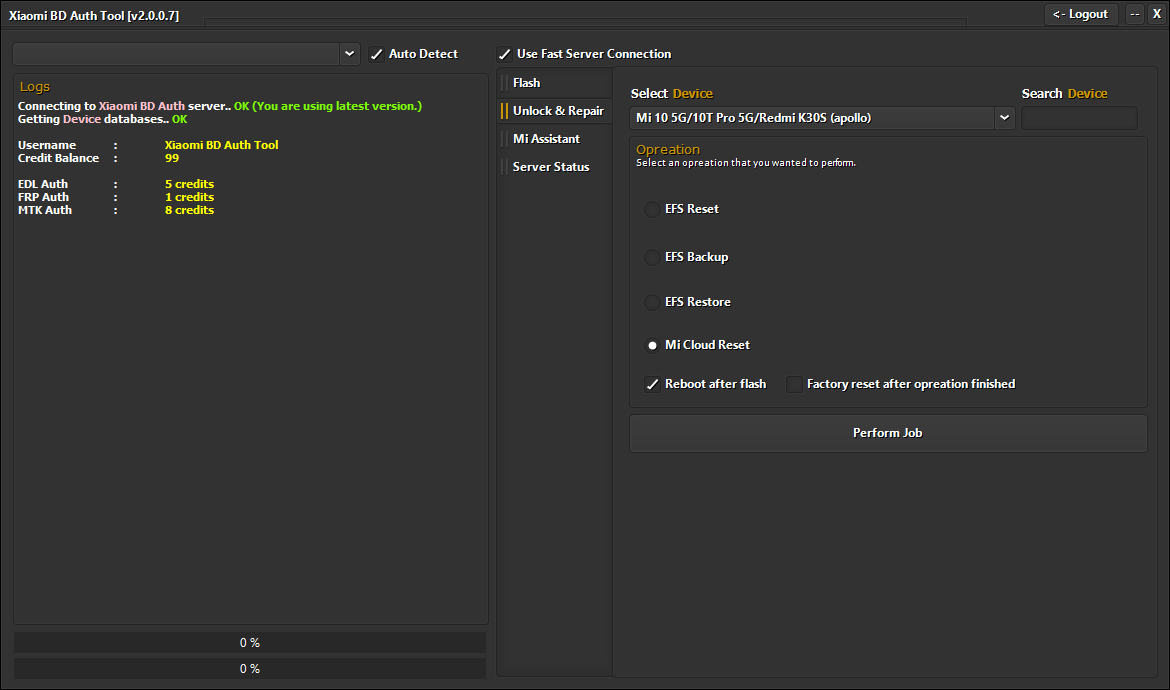 Xiaomi BD Auth Tool [v2.0.0.7]
<- Logout
--
X
Auto Detect
Use Fast Server Connection
Logs
Connecting to Xiaomi BD Auth server.. OK (You are using latest version.)
Getting Device databases.. OK
Username : Xiaomi BD Auth Tool
Credit Balance : 99
EDL Auth : 5 credits
FRP Auth : 1 credits
MTK Auth : 8 credits
0 %
0 %
Flash
Unlock & Repair
Mi Assistant
Server Status
Select Device
Search Device
Mi 10 5G/10T Pro 5G/Redmi K30S (apollo)
Opreation
Select an opreation that you wanted to perform.
EFS Reset
EFS Backup
EFS Restore
Mi Cloud Reset
Reboot after flash
Factory reset after opreation finished
Perform Job